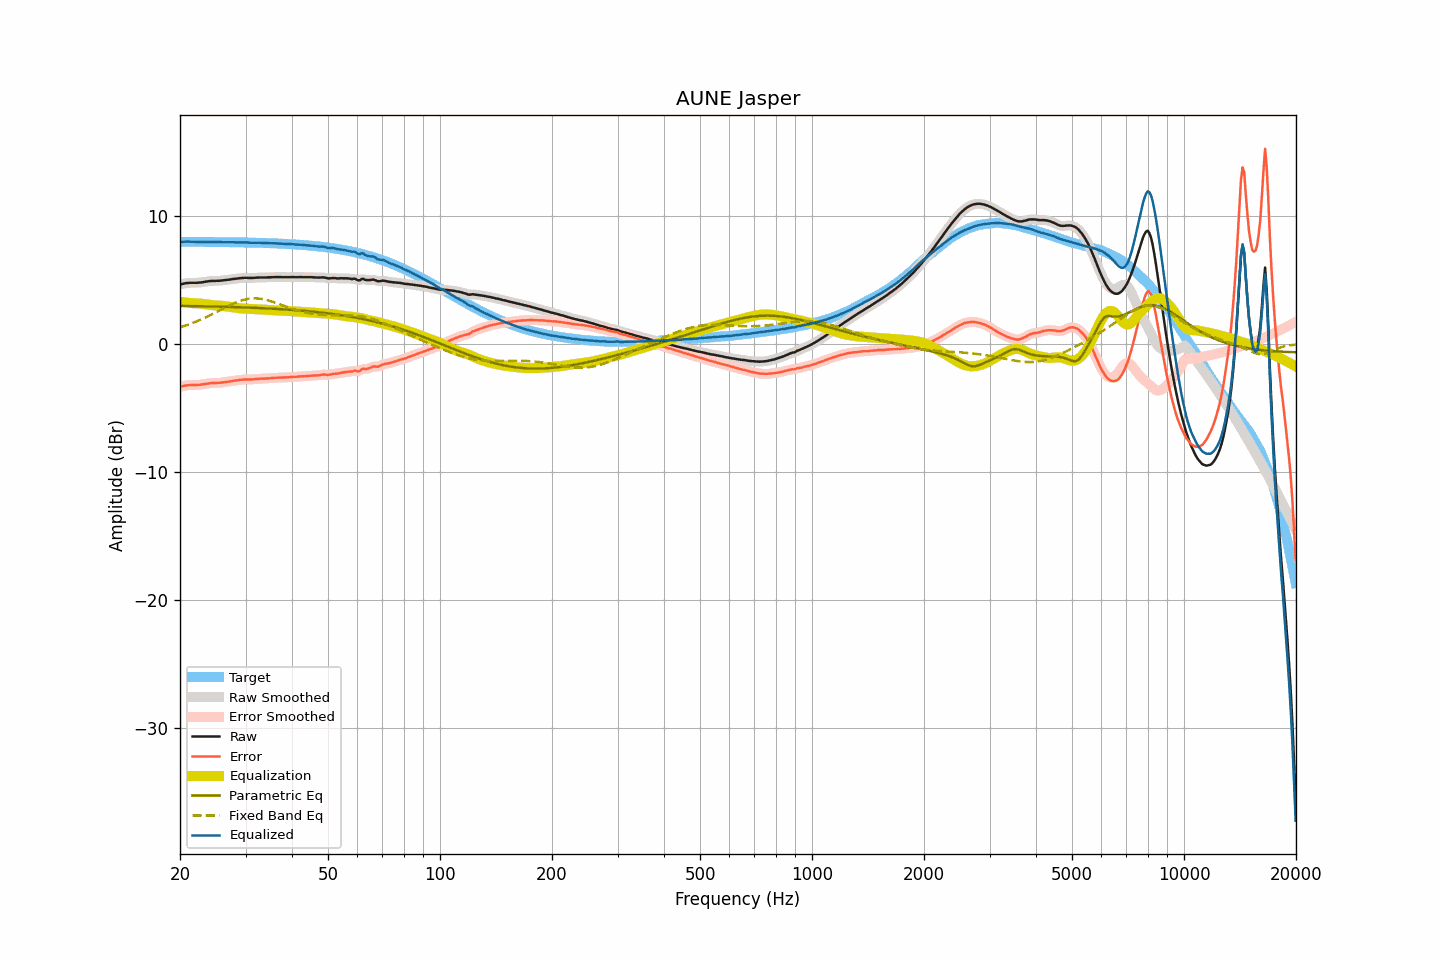 AUNE Jasper
Amplitude (dBr)
10
0
−10
−20
−30
Target
Raw Smoothed
Error Smoothed
Raw
Error
Equalization
Parametric Eq
Fixed Band Eq
Equalized
20 50 100 200 500 1000 2000 5000 10000 20000
Frequency (Hz)